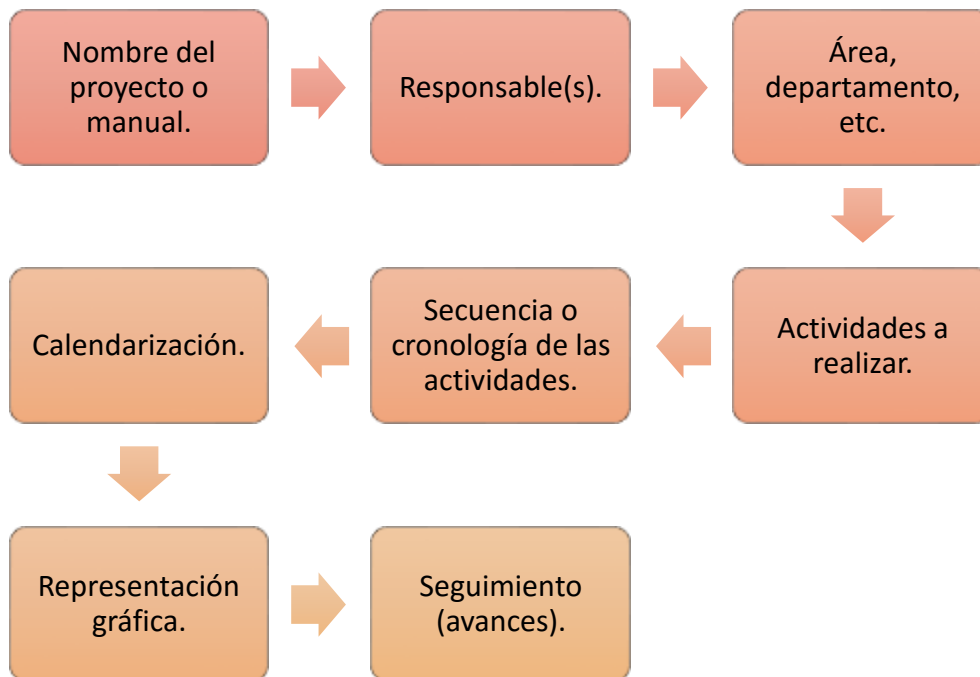 Nombre del
proyecto o
manual.
Responsable(s).
Área,
departamento,
etc.
Actividades a
realizar.
Secuencia o
cronología de las
actividades.
Calendarización.
Representación
gráfica.
Seguimiento
(avances).